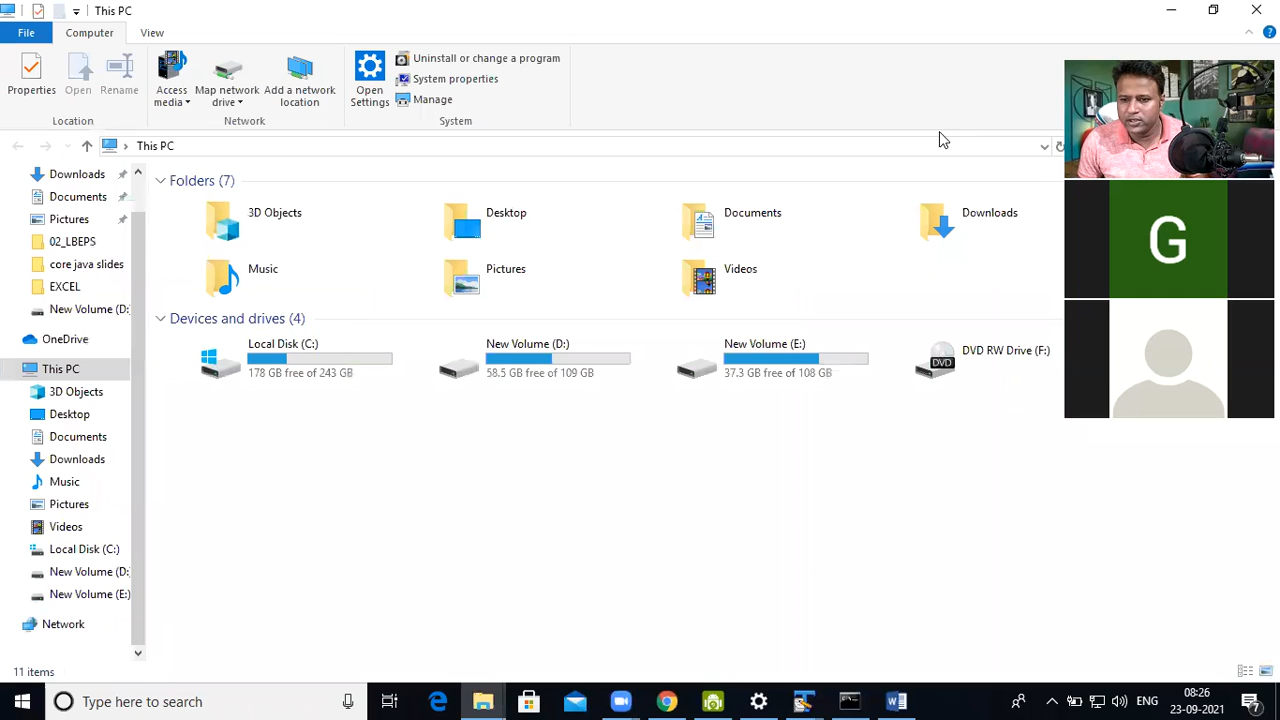 This PC
File Computer View
Properties Open Rename Access media Map network drive Add a network location Open Settings Uninstall or change a program
System properties
Manage
Location Network System
This PC
Downloads
Documents
Pictures
02_LBEPS
core java slides
EXCEL
New Volume (D:)
OneDrive
This PC
3D Objects
Desktop
Documents
Downloads
Music
Pictures
Videos
Local Disk (C:)
New Volume (D:
New Volume (E:)
Network
Folders (7)
3D Objects Desktop Documents Downloads
Music Pictures Videos
Devices and drives (4)
Local Disk (C:) New Volume (D:) New Volume (E:) DVD RW Drive (F:)
178 GB free of 243 GB 58.5 GB free of 109 GB 37.3 GB free of 108 GB
DVD
G
11 items
Type here to search
ENG
08:26
23-09-2021
7